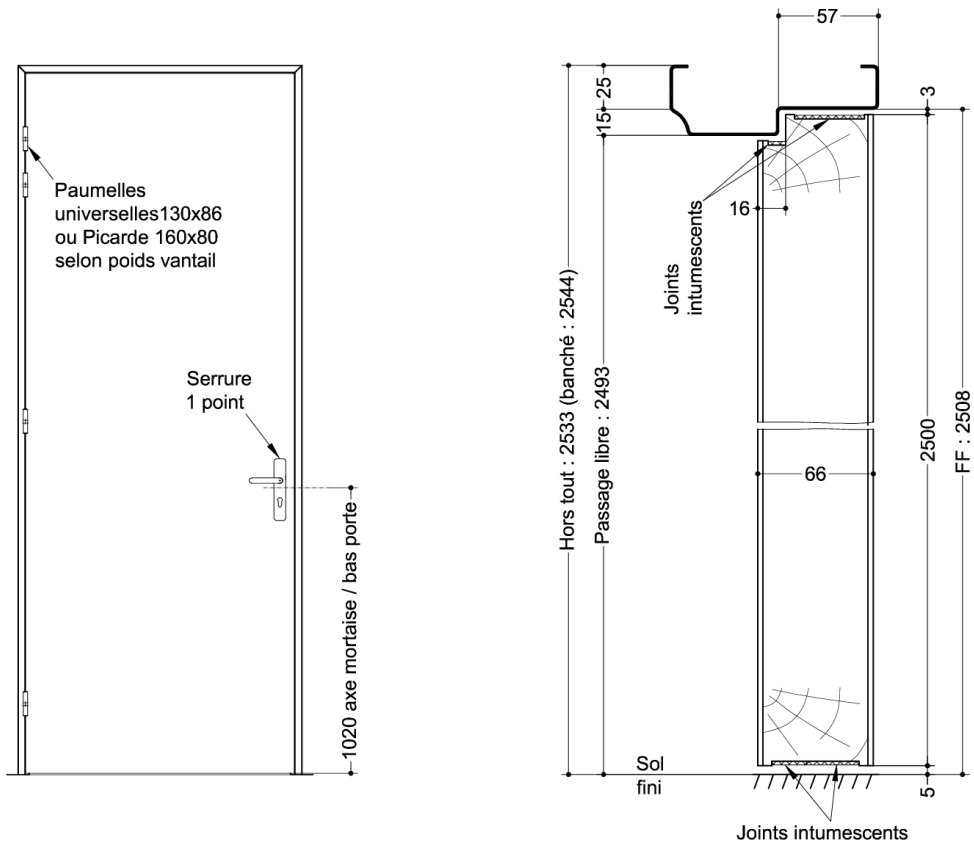 Paumelles
universelles130x86
ou Picarde 160x80
selon poids vantail
Serrure
1 point
1020 axe mortaise / bas porte
57
25
15
3
16
Joints
intumescents
Hors tout : 2533 (banché : 2544)
Passage libre : 2493
66
2500
FF : 2508
Sol
fini
5
Joints intumescents